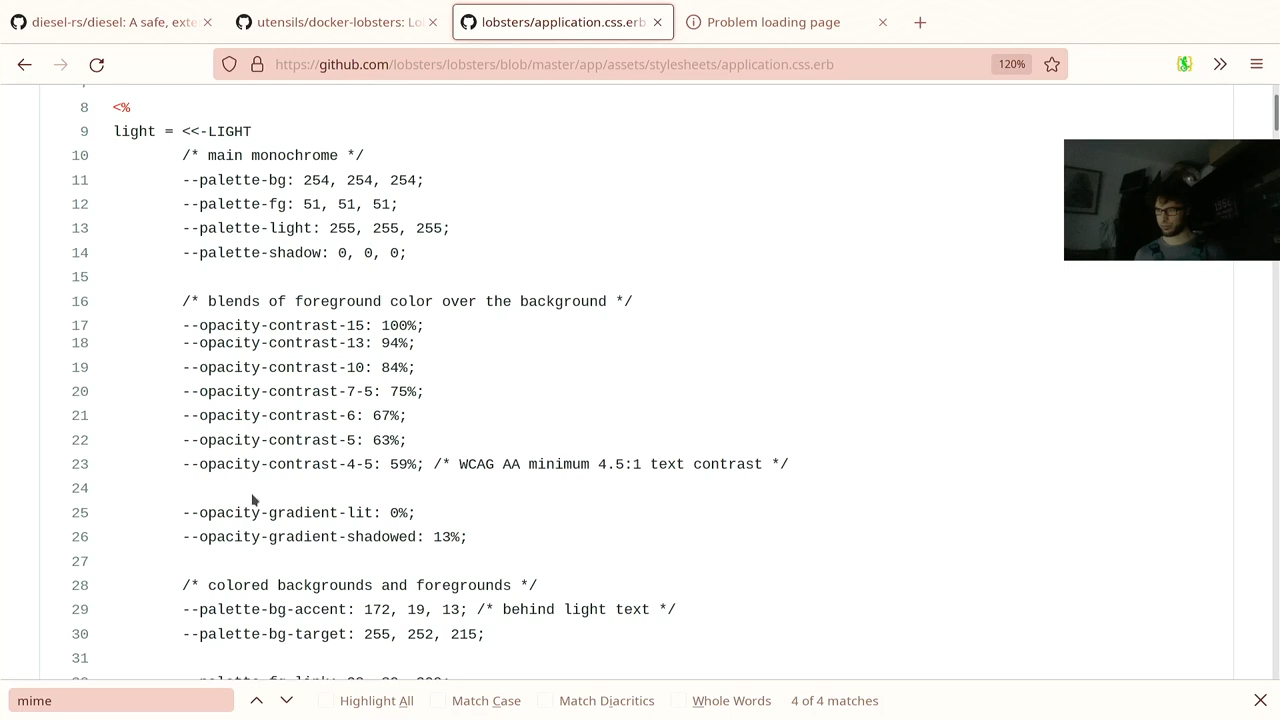 diesel-rs/diesel: A safe, exte
utensils/docker-lobsters: Lo
lobsters/application.css.erb
Problem loading page
https://github.com/lobsters/lobsters/blob/master/app/assets/stylesheets/application.css.erb
120%
8 <%
9 light = <<-LIGHT
10 /* main monochrome */
11 --palette-bg: 254, 254, 254;
12 --palette-fg: 51, 51, 51;
13 --palette-light: 255, 255, 255;
14 --palette-shadow: 0, 0, 0;
15
16 /* blends of foreground color over the background */
17 --opacity-contrast-15: 100%;
18 --opacity-contrast-13: 94%;
19 --opacity-contrast-10: 84%;
20 --opacity-contrast-7-5: 75%;
21 --opacity-contrast-6: 67%;
22 --opacity-contrast-5: 63%;
23 --opacity-contrast-4-5: 59%; /* WCAG AA minimum 4.5:1 text contrast */
24
25 --opacity-gradient-lit: 0%;
26 --opacity-gradient-shadowed: 13%;
27
28 /* colored backgrounds and foregrounds */
29 --palette-bg-accent: 172, 19, 13; /* behind light text */
30 --palette-bg-target: 255, 252, 215;
31
mime
Highlight All
Match Case
Match Diacritics
Whole Words
4 of 4 matches